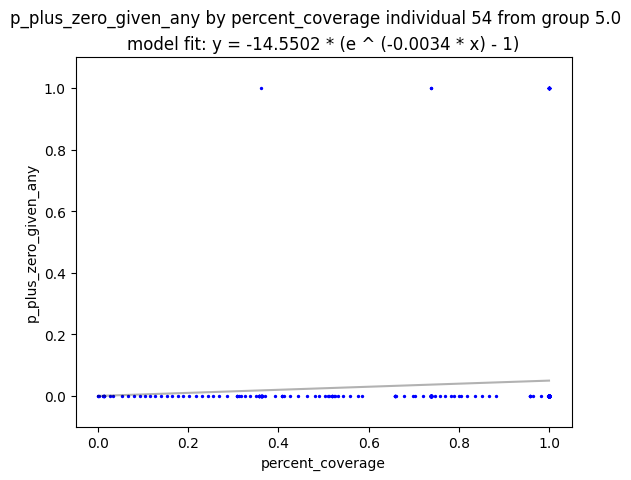 p_plus_zero_given_any by percent_coverage individual 54 from group 5.0
model fit: y = -14.5502 * (e ^ (-0.0034 * x) - 1)
1.0
0.8
0.6
0.4
0.2
0.0
p_plus_zero_given_any
0.0 0.2 0.4 0.6 0.8 1.0
percent_coverage